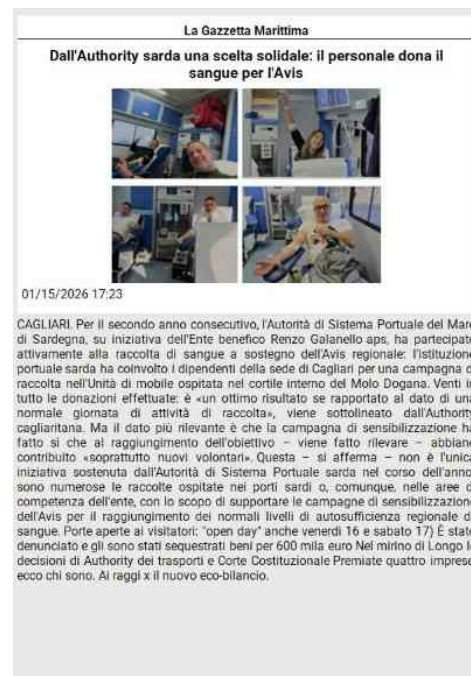 La Gazzetta Marittima
Dall'Authority sarda una scelta solidale: il personale dona il
sangue per l'Avis
01/15/2026 17:23
CAGLIARI. Per il secondo anno consecutivo, l'Autorità di Sistema Portuale del Mare
di Sardegna, su iniziativa dell'Ente benefico Renzo Galanello aps, ha partecipato
attivamente alla raccolta di sangue a sostegno dell'Avis regionale: l'istituzione
portuale sarda ha coinvolto i dipendenti della sede di Cagliari per una campagna di
raccolta nell'Unità di mobile ospitata nel cortile interno del Molo Dogana. Venti in
tutto le donazioni effettuate: è «un ottimo risultato se rapportato al dato di una
normale giornata di attività di raccolta», viene sottolineato dall'Authority
cagliaritana. Ma il dato più rilevante è che la campagna di sensibilizzazione ha
fatto sì che al raggiungimento dell'obiettivo – viene fatto rilevare – abbiano
contribuito «soprattutto nuovi volontari». Questa – si afferma – non è l'unica
iniziativa sostenuta dall'Autorità di Sistema Portuale sarda nel corso dell'anno:
sono numerose le raccolte ospitate nei porti sardi o, comunque, nelle aree di
competenza dell'ente, con lo scopo di supportare le campagne di sensibilizzazione
dell'Avis per il raggiungimento dei normali livelli di autosufficienza regionale di
sangue. Porte aperte ai visitatori: "open day" anche venerdì 16 e sabato 17) È stato
denunciato e gli sono stati sequestrati beni per 600 mila euro Nel mirino di Longo le
decisioni di Authority dei trasporti e Corte Costituzionale Premiate quattro imprese:
ecco chi sono. Ai raggi x il nuovo eco-bilancio.